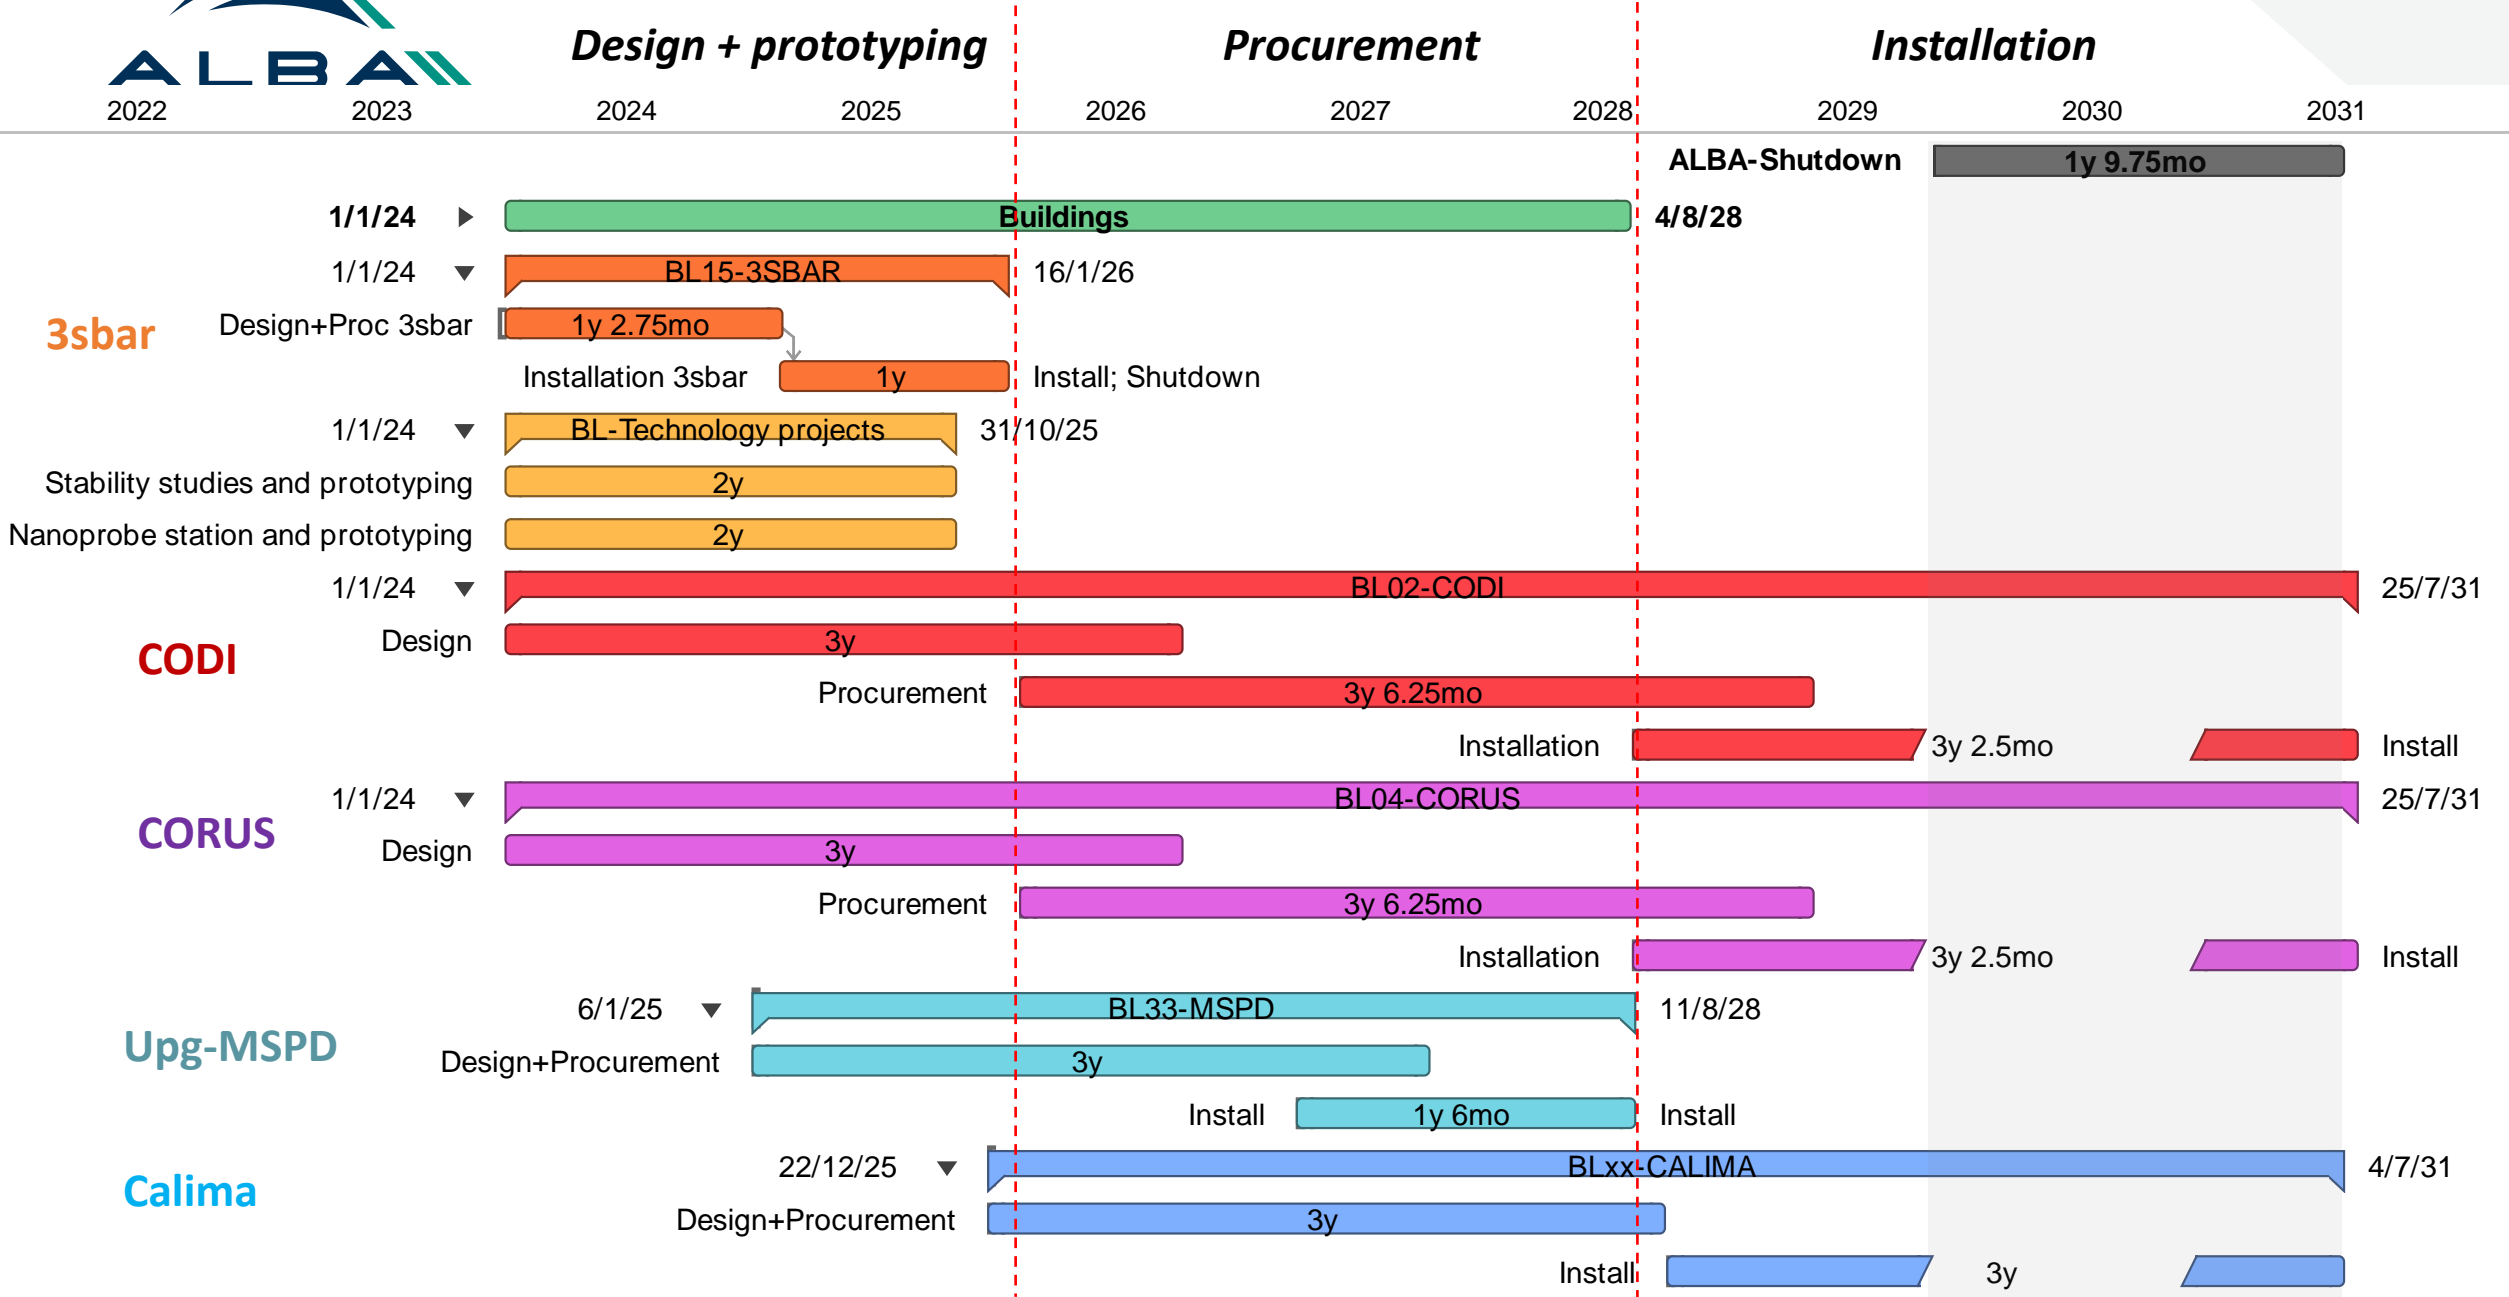 ALBA
Design + prototyping
Procurement
Installation
2022 2023 2024 2025 2026 2027 2028 2029 2030 2031
ALBA-Shutdown 1y 9.75mo
1/1/24 Buildings 4/8/28
1/1/24 BL15-3SBAR 16/1/26
3sbar
Design+Proc 3sbar 1y 2.75mo
Installation 3sbar 1y Install; Shutdown
1/1/24 BL-Technology projects 31/10/25
Stability studies and prototyping 2y
Nanoprobe station and prototyping 2y
1/1/24 BL02-CODI 25/7/31
CODI
Design 3y
Procurement 3y 6.25mo
Installation 3y 2.5mo Install
1/1/24 BL04-CORUS 25/7/31
CORUS
Design 3y
Procurement 3y 6.25mo
Installation 3y 2.5mo Install
6/1/25 BL33-MSPD 11/8/28
Upg-MSPD
Design+Procurement 3y
Install 1y 6mo Install
22/12/25 BLxx-CALIMA 4/7/31
Calima
Design+Procurement 3y
Install 3y